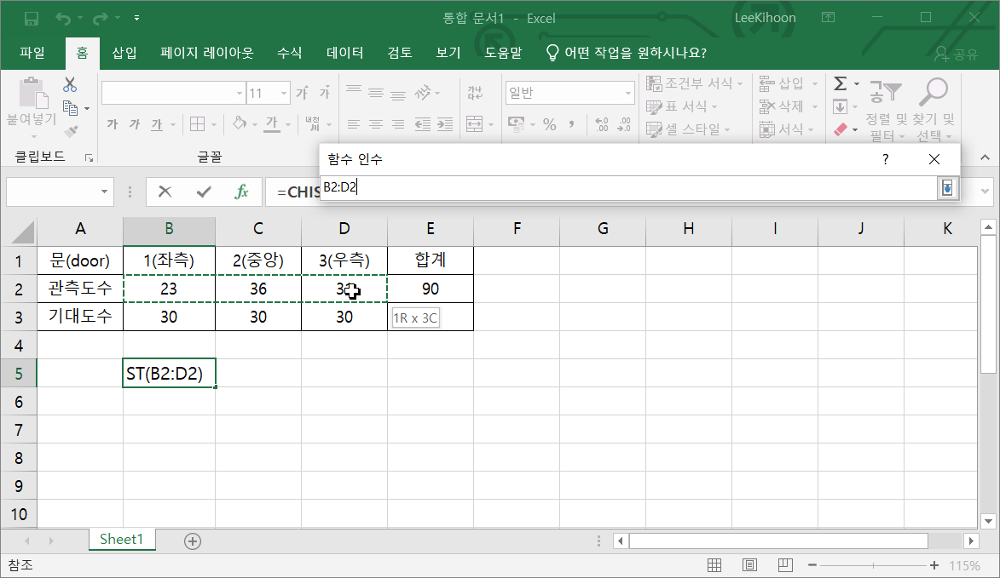 통합 문서1 - Excel
LeeKihoon
파일 홈 삽입 페이지 레이아웃 수식 데이터 검토 보기 도움말 어떤 작업을 원하시나요? 공유
붙여넣기
클립보드
11 가 가
가 가 가 가 내천
글꼴
가나
일반
%
조건부 서식
표 서식
셀 스타일
삽입
삭제
서식
정렬 및 필터
찾기 및 선택
함수 인수 ?
B2:D2
fx =CHIS
A B C D E F G H I J K
1 문(door) 1(좌측) 2(중앙) 3(우측) 합계
2 관측도수 23 36 90
3 기대도수 30 30 30 1R x 3C
4
5 ST(B2:D2)
6
7
8
9
10
Sheet1
참조 115%